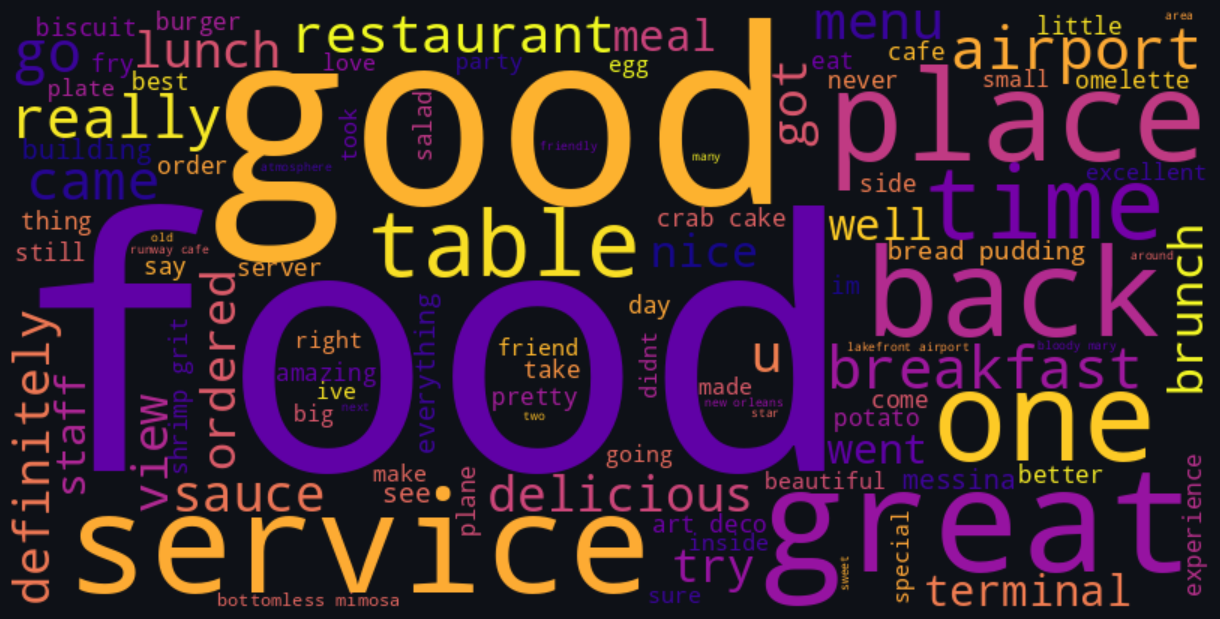 biscuit
burger
go
fry
lunch
restaurant
meal
love
party
egg
menu
eat
cafe
airport
little
area
plate
best
really
good
got
never
small
omelette
place
took
salad
friendly
many
building
order
atmosphere
came
side
time
excellent
thing
still
old
runway cafe
say
server
table
crab cake
nice
well
bread pudding
around
back
brunch
im
food
day
definitely
staff
view
shrimp grit
ordered
right
amazing
ive
big
next
everything
friend
take
pretty
two
didnt
u
made
new orleans
star
lakefront airport
bloody mary
breakfast
come
potato
one
went
going
make
see
plane
sauce
delicious
beautiful
messina
better
service
art deco
inside
try
great
sweet
special
experience
bottomless mimosa
sure
terminal